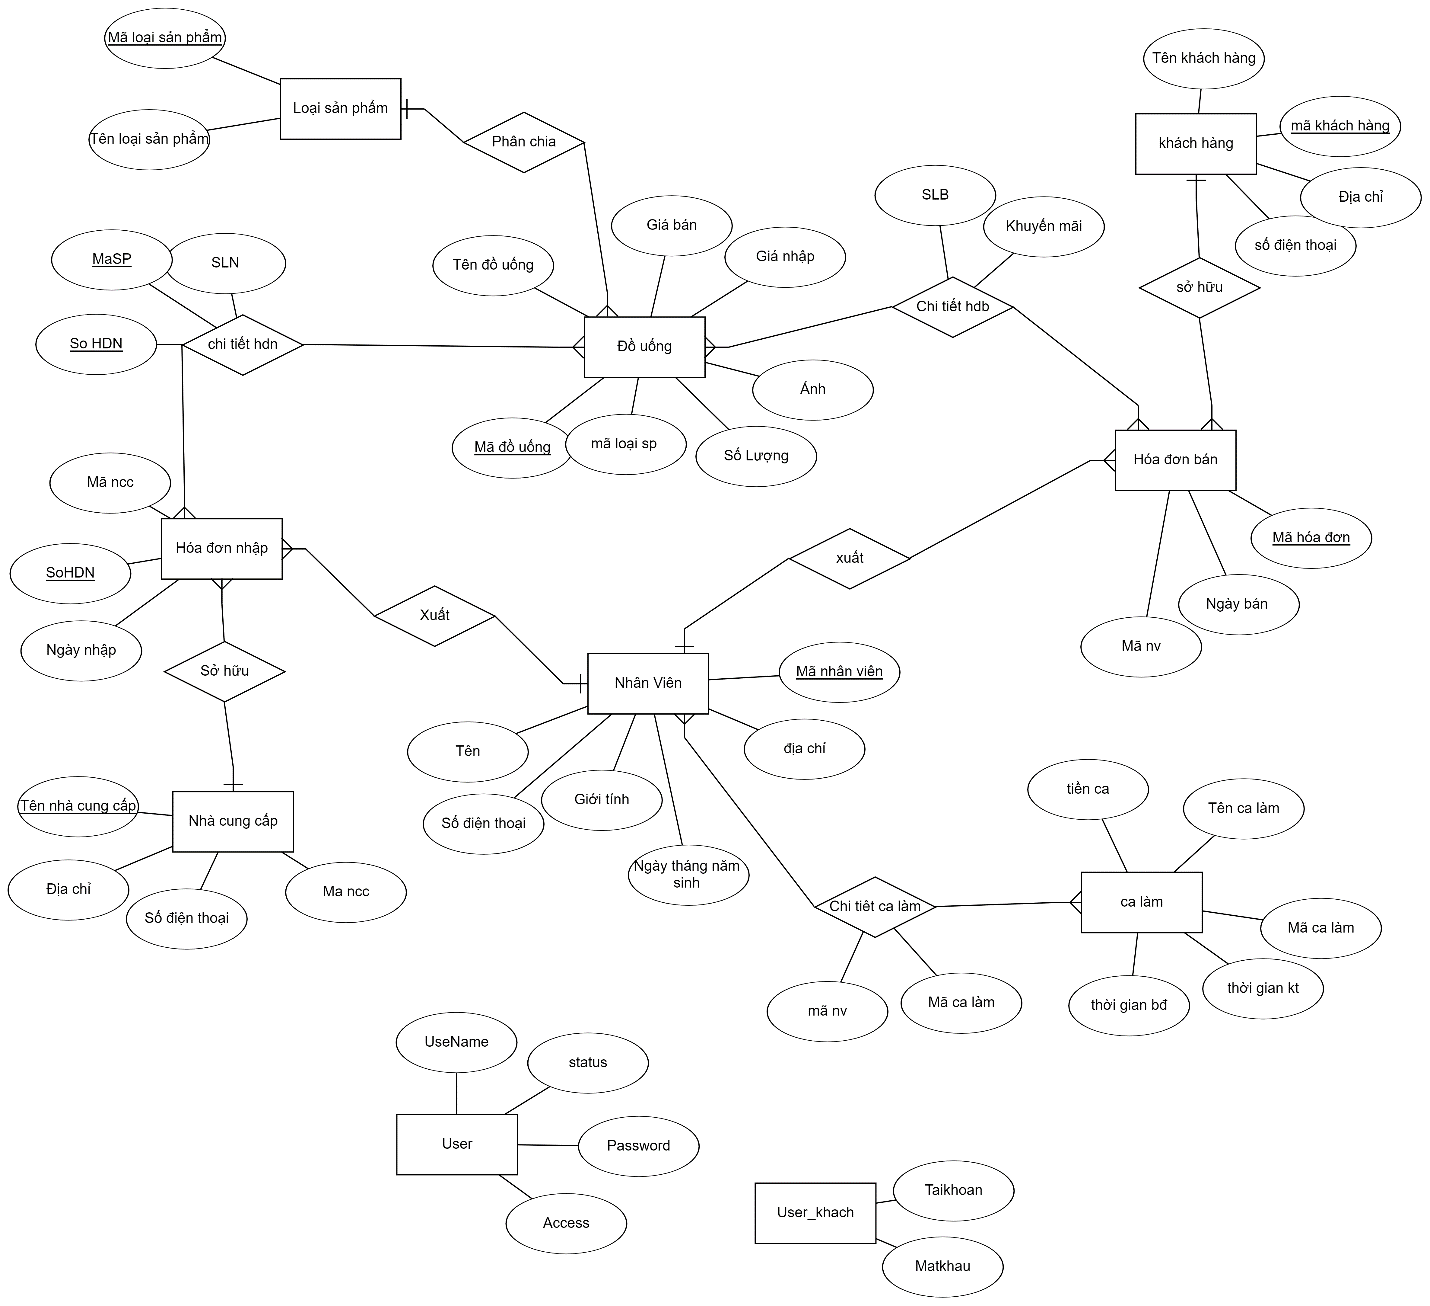 Mã loại sản phẩm
Tên khách hàng
Loại sản phẩm
mã khách hàng
Tên loại sản phẩm
Phân chia
khách hàng
SLB
Địa chỉ
Giá bán
Khuyến mãi
số điện thoại
MaSP
SLN
Tên đồ uống
Giá nhập
sở hữu
Chi tiết hdb
So HDN
chi tiết hdn
Đồ uống
Ảnh
Mã đồ uống
mã loại sp
Số Lượng
Hóa đơn bán
Mã ncc
Mã hóa đơn
Hóa đơn nhập
xuất
SoHDN
Ngày bán
Xuất
Ngày nhập
Mã nv
Sở hữu
Nhân Viên
Mã nhân viên
Tên
địa chỉ
Tên nhà cung cấp
Nhà cung cấp
Số điện thoại
Giới tính
tiền ca
Tên ca làm
Địa chỉ
Ma ncc
Ngày tháng năm
sinh
Số điện thoại
Chi tiêt ca làm
ca làm
Mã ca làm
mã nv
Mã ca làm
thời gian bđ
thời gian kt
UseName
status
User
Password
Access
User_khach
Taikhoan
Matkhau